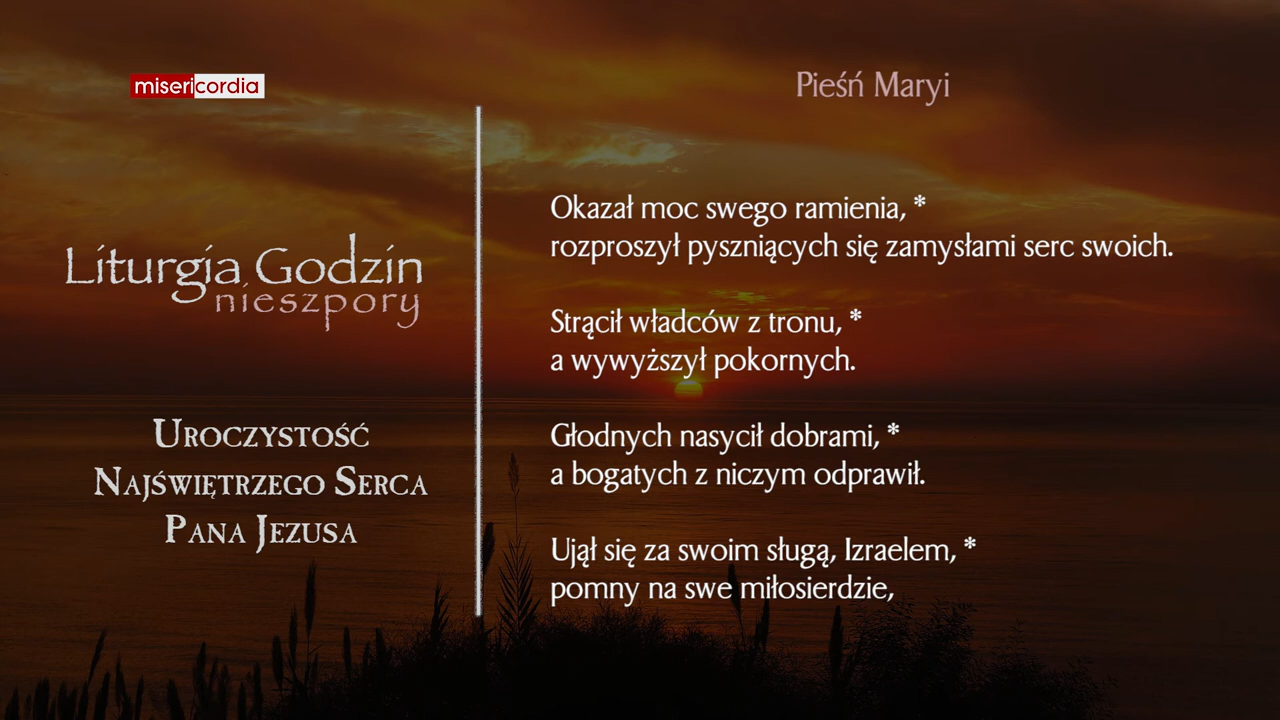 misericordia
Liturgia Godzin
nieszpory
Uroczystość
Najświętrzego Serca
Pana Jezusa
Pieśń Maryi
Okazał moc swego ramienia, *
rozproszył pyszniących się zamysłami serc swoich.
Strącił władców z tronu, *
a wywyższył pokornych.
Głodnych nasycił dobrami, *
a bogatych z niczym odprawił.
Ujął się za swoim sługą, Izraelem, *
pomny na swe miłosierdzie,